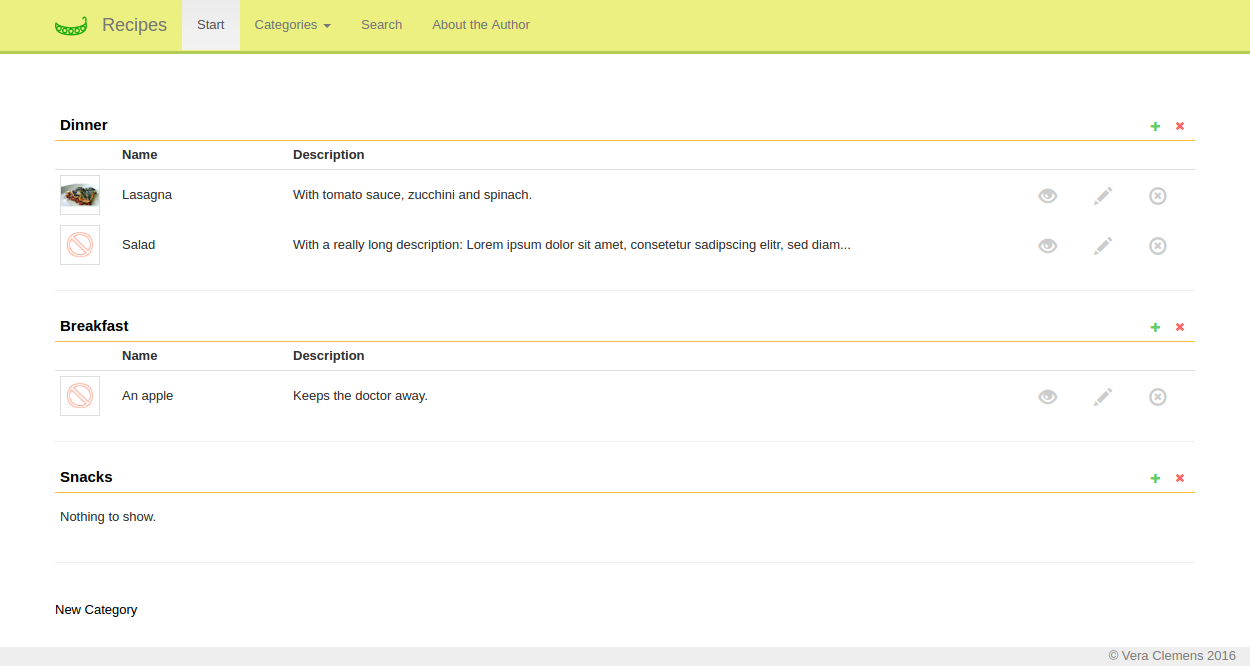 Recipes Start Categories Search About the Author
Dinner
Name Description
Lasagna With tomato sauce, zucchini and spinach.
Salad With a really long description: Lorem ipsum dolor sit amet, consetetur sadipscing elitr, sed diam...
Breakfast
Name Description
An apple Keeps the doctor away.
Snacks
Nothing to show.
New Category
© Vera Clemens 2016